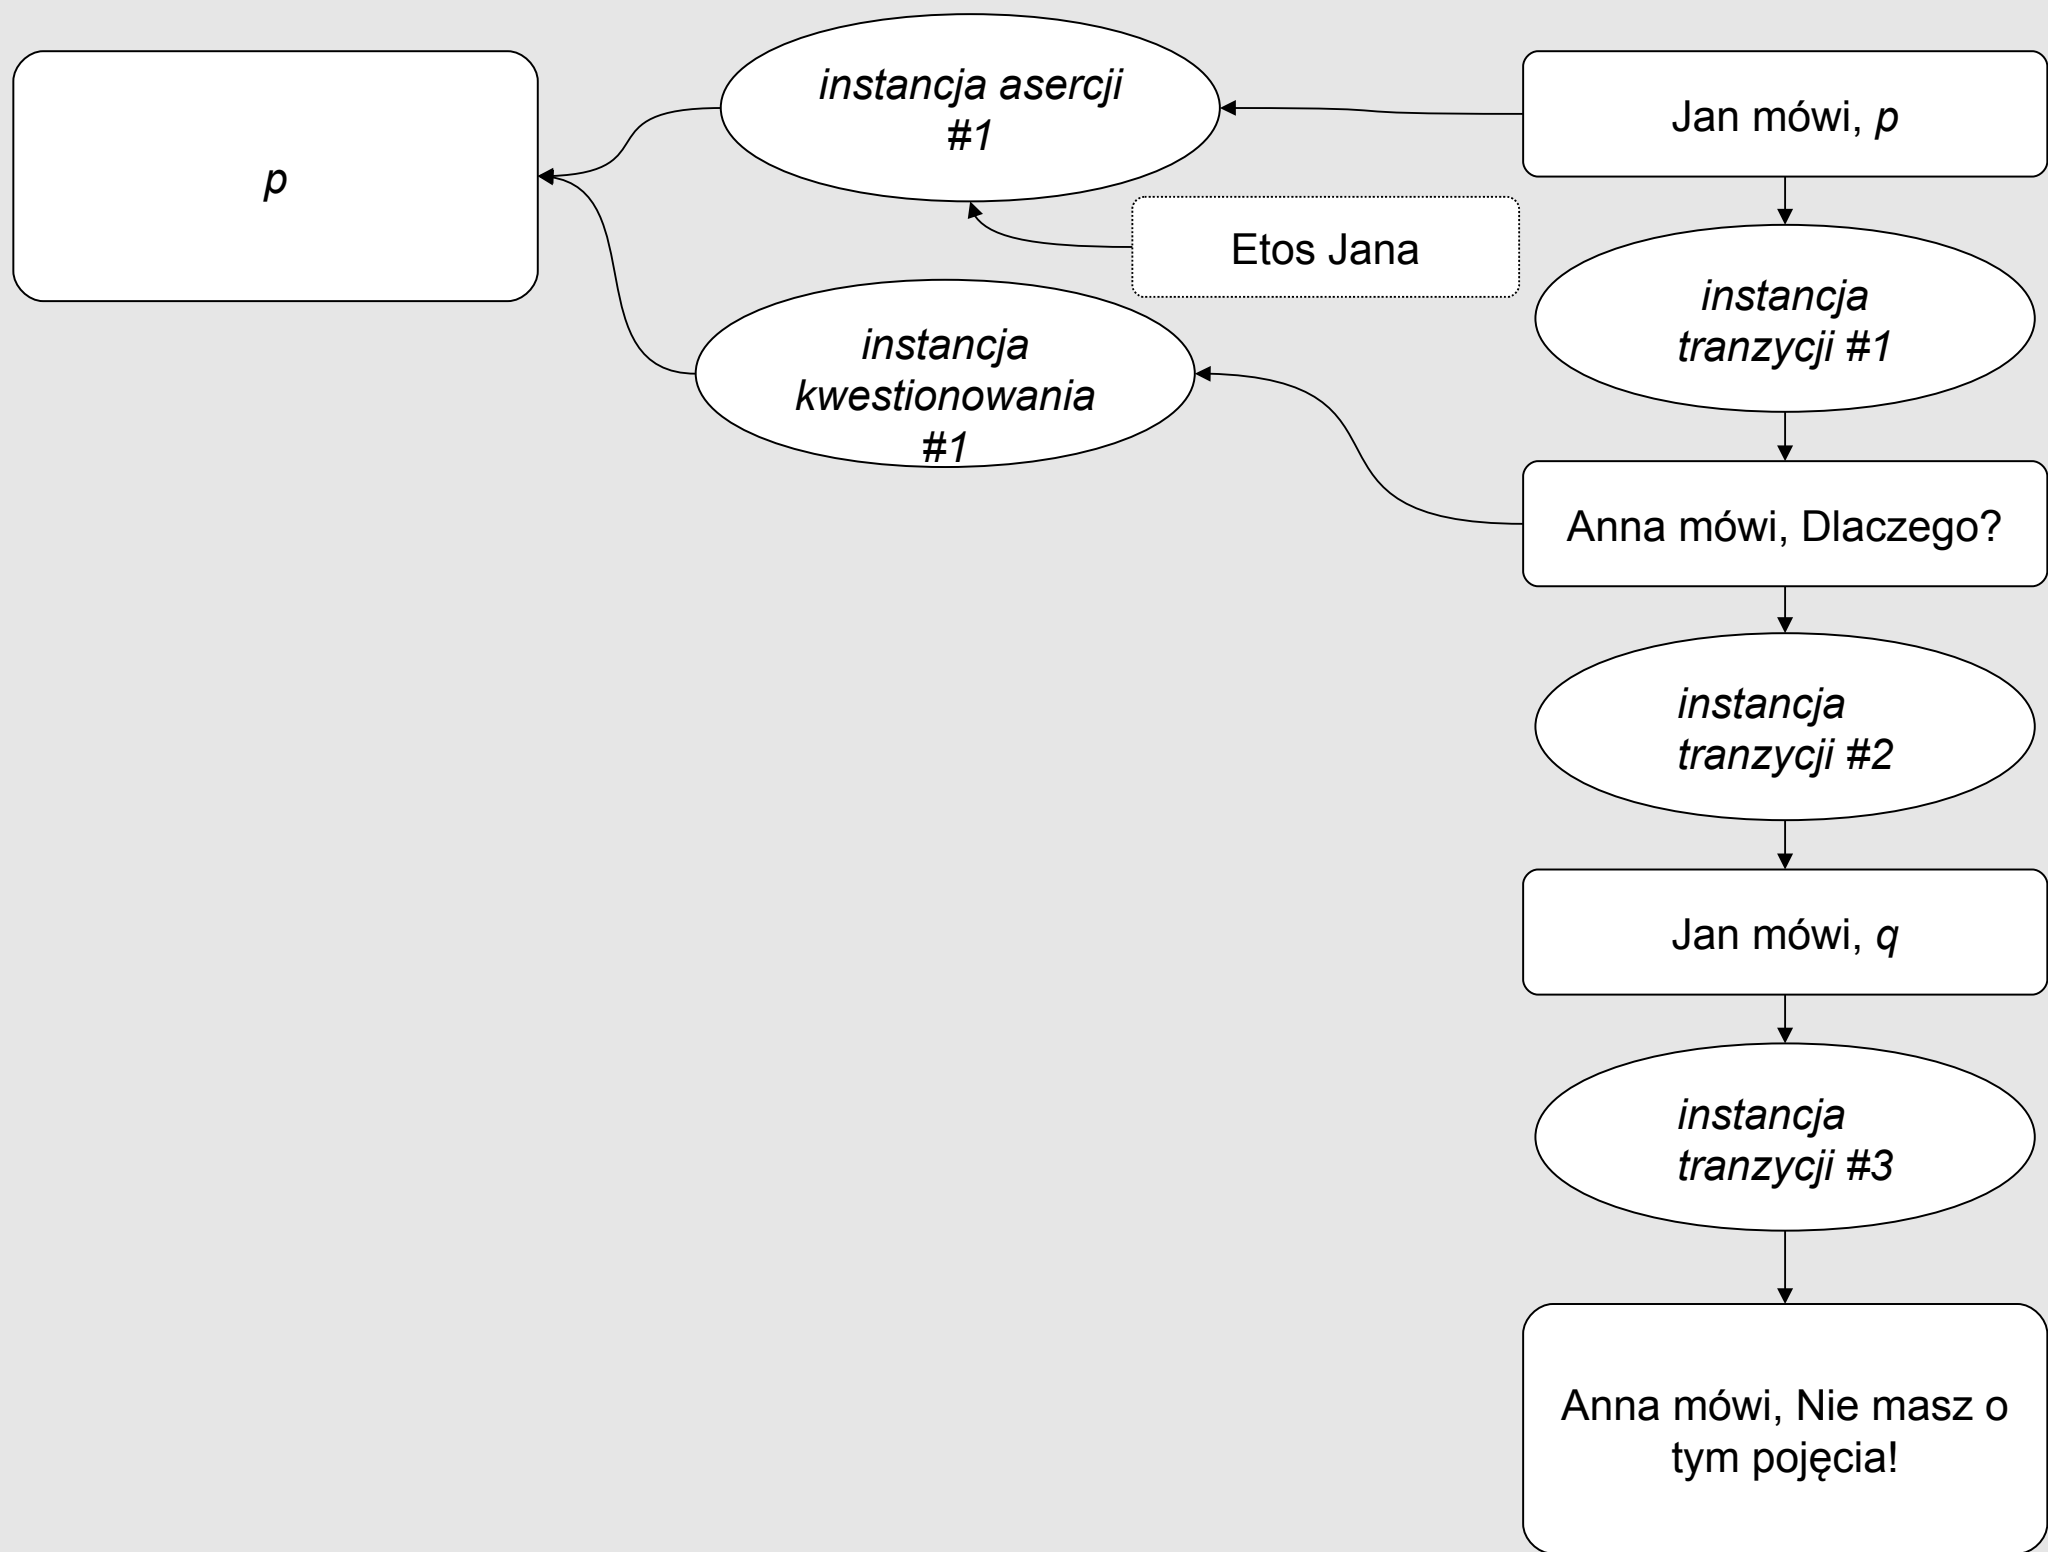 p
instancja asercji
#1
Jan mówi, p
Etos Jana
instancja
tranzycji #1
instancja
kwestionowania
#1
Anna mówi, Dlaczego?
instancja
tranzycji #2
Jan mówi, q
instancja
tranzycji #3
Anna mówi, Nie masz o
tym pojęcia!